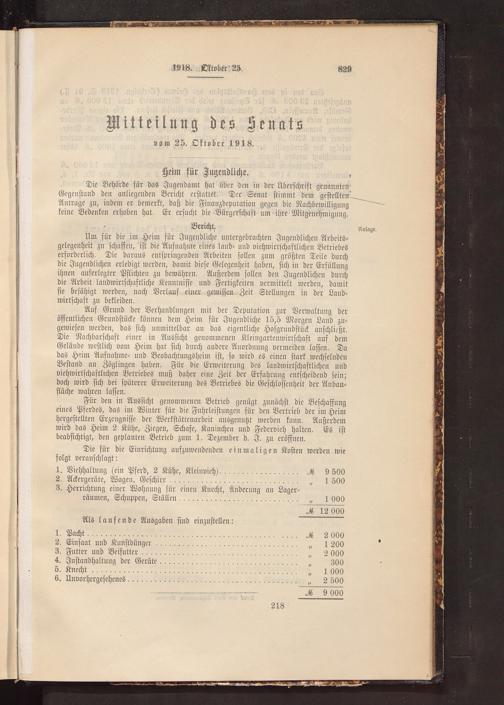 1918. Oktober 25. 829
Mitteilung des Senats
vom 25. Oktober 1918.
Heim für Jugendliche.
Die Behörde für das Jugendamt hat über den in der Überschrift genannten
Gegenstand den anliegenden Bericht erstattet. Der Senat stimmt dem gestellten
Antrage zu, indem er bemerkt, daß die Finanzdeputation gegen die Nachbewilligung
keine Bedenken erhoben hat. Er ersucht die Bürgerschaft um ihre Mitgenehmigung.
Bericht.
Anlage.
Um für die im Heim für Jugendliche untergebrachten Jugendlichen Arbeits-
gelegenheit zu schaffen, ist die Aufnahme eines land- und viehwirtschaftlichen Betriebes
erforderlich. Die daraus entspringenden Arbeiten sollen zum größten Teile durch
die Jugendlichen erledigt werden, damit diese Gelegenheit haben, sich in der Erfüllung
ihnen auferlegter Pflichten zu bewähren. Außerdem sollen den Jugendlichen durch
die Arbeit landwirtschaftliche Kenntnisse und Fertigkeiten vermittelt werden, damit
sie befähigt werden, nach Verlauf einer gewissen Zeit Stellungen in der Land-
wirtschaft zu bekleiden.
Auf Grund der Verhandlungen mit der Deputation zur Verwaltung der
öffentlichen Grundstücke können dem Heim für Jugendliche 15,5 Morgen Land zu-
gewiesen werden, das sich unmittelbar an das eigentliche Hofgrundstück anschließt.
Die Nachbarschaft einer in Aussicht genommenen Kleingartenwirtschaft auf dem
Gelände westlich vom Heim hat sich durch andere Anordnung vermeiden lassen. Da
das Heim Aufnahme- und Beobachtungsheim ist, so wird es einen stark wechselnden
Bestand an Zöglingen haben. Für die Erweiterung des landwirtschaftlichen und
viehwirtschaftlichen Betriebes muß daher eine Zeit der Erfahrung entscheidend sein;
doch wird sich bei späterer Erweiterung des Betriebes die Geschlossenheit der Anbau-
fläche wahren lassen.
Für den in Aussicht genommenen Betrieb genügt zunächst die Beschaffung
eines Pferdes, das im Winter für die Fuhrleistungen für den Vertrieb der im Heim
hergestellten Erzeugnisse der Werkstättenarbeit ausgenutzt werden kann. Außerdem
wird das Heim 2 Kühe, Ziegen, Schafe, Kaninchen und Federvieh halten. Es ist
beabsichtigt, den geplanten Betrieb zum 1. Dezember d. J. zu eröffnen.
Die für die Einrichtung aufzuwendenden einmaligen Kosten werden wie
folgt veranschlagt:
1. Viehhaltung (ein Pferd, 2 Kühe, Kleinvieh) ℳ 9 500
2. Ackergeräte, Wagen, Geschirr „ 1 500
3. Herrichtung einer Wohnung für einen Knecht, Änderung an Lager-
räumen, Schuppen, Ställen „ 1 000
ℳ 12 000
Als laufende Ausgaben sind einzustellen:
1. Pacht ℳ 2 000
2. Einsaat und Kunstdünger „ 1 200
3. Futter und Beifutter „ 2 000
4. Instandhaltung der Geräte „ 300
5. Knecht „ 1 000
6. Unvorhergesehenes „ 2 500
ℳ 9 000
218